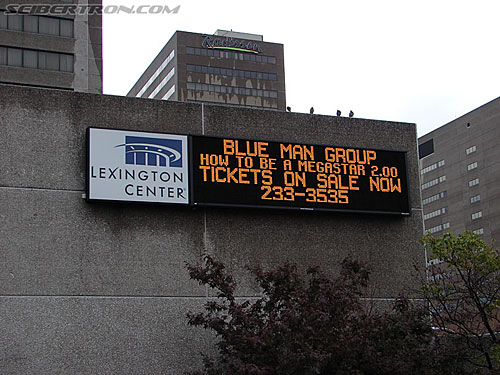 SEIBERTRON.COM
Radisson
LEXINGTON
CENTER
BLUE MAN GROUP
HOW TO BE A MEGASTAR 2.00
TICKETS ON SALE NOW
233-3535